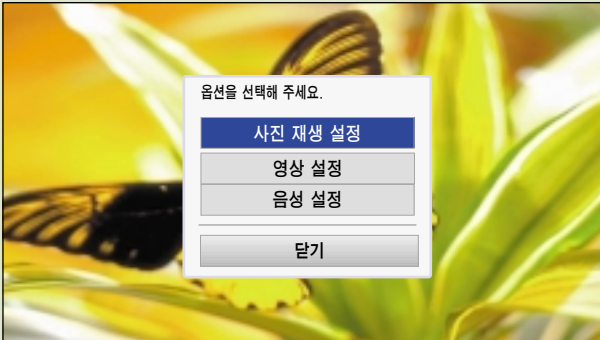 옵션을 선택해 주세요.
사진 재생 설정
영상 설정
음성 설정
닫기